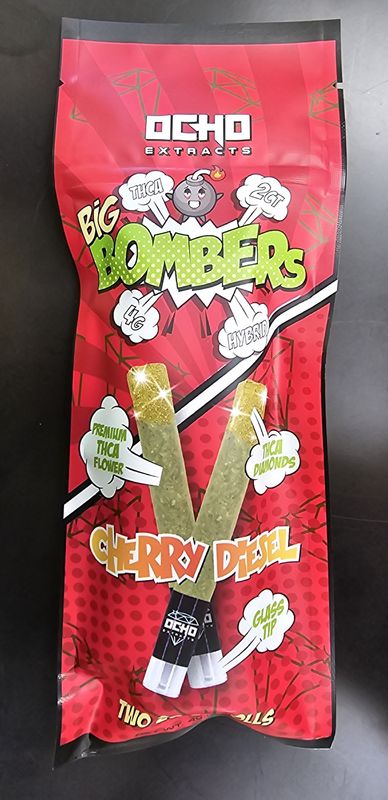 OCHO
EXTRACTS
THCA
2CT
BIG
BOMBERS
4G
HYBRID
PREMIUM
THCA
FLOWER
THCA
DIAMONDS
CHERRY DIESEL
OCHO
EXTRACTS
GLASS
TIP
TWO